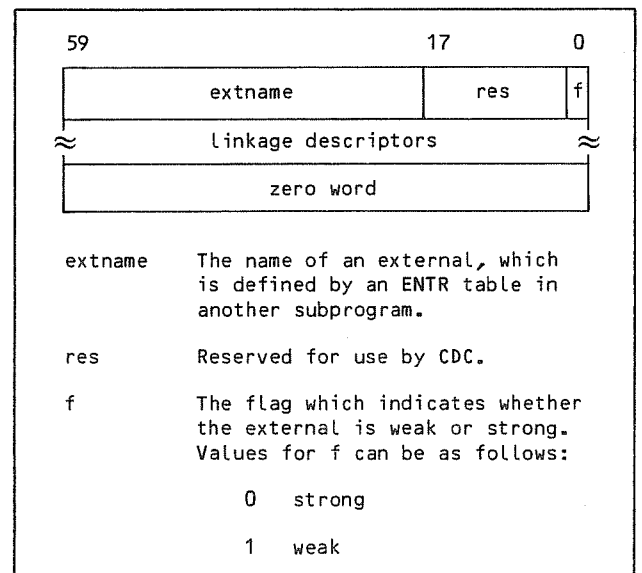 59 17 0
extname res f
linkage descriptors
zero word
extname The name of an external, which
is defined by an ENTR table in
another subprogram.
res Reserved for use by CDC.
f The flag which indicates whether
the external is weak or strong.
Values for f can be as follows:
0 strong
1 weak